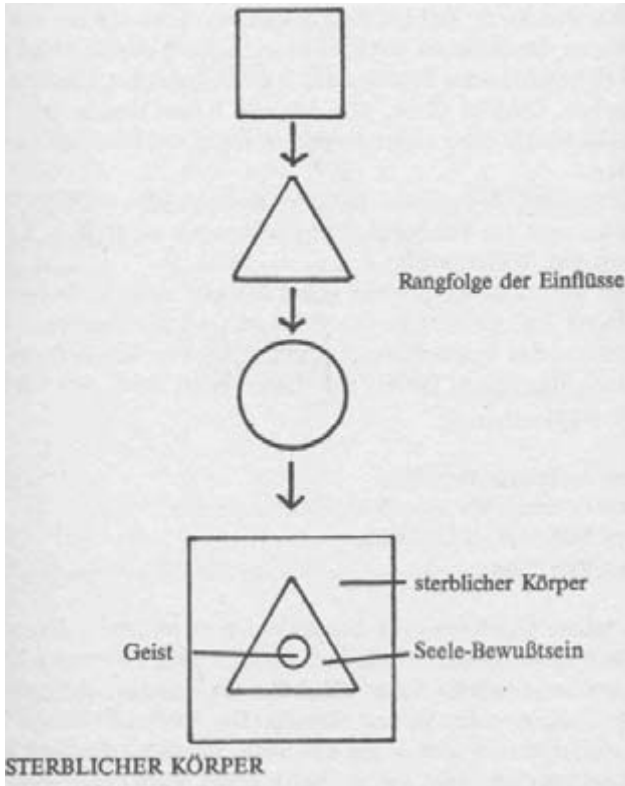 Rangfolge der Einflüsse
sterblicher Körper
Geist
Seele-Bewußtsein
STERBLICHER KÖRPER